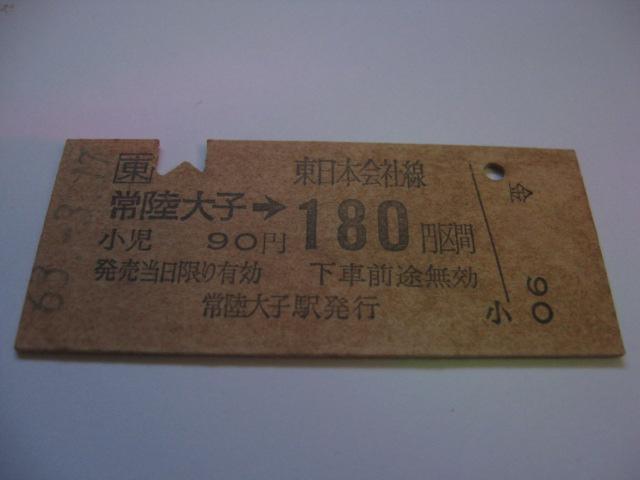 63.-3.17
東
東日本会社線
常陸大子→180円区間
小児 90円
発売当日限り有効 下車前途無効
常陸大子駅発行
金
小
90